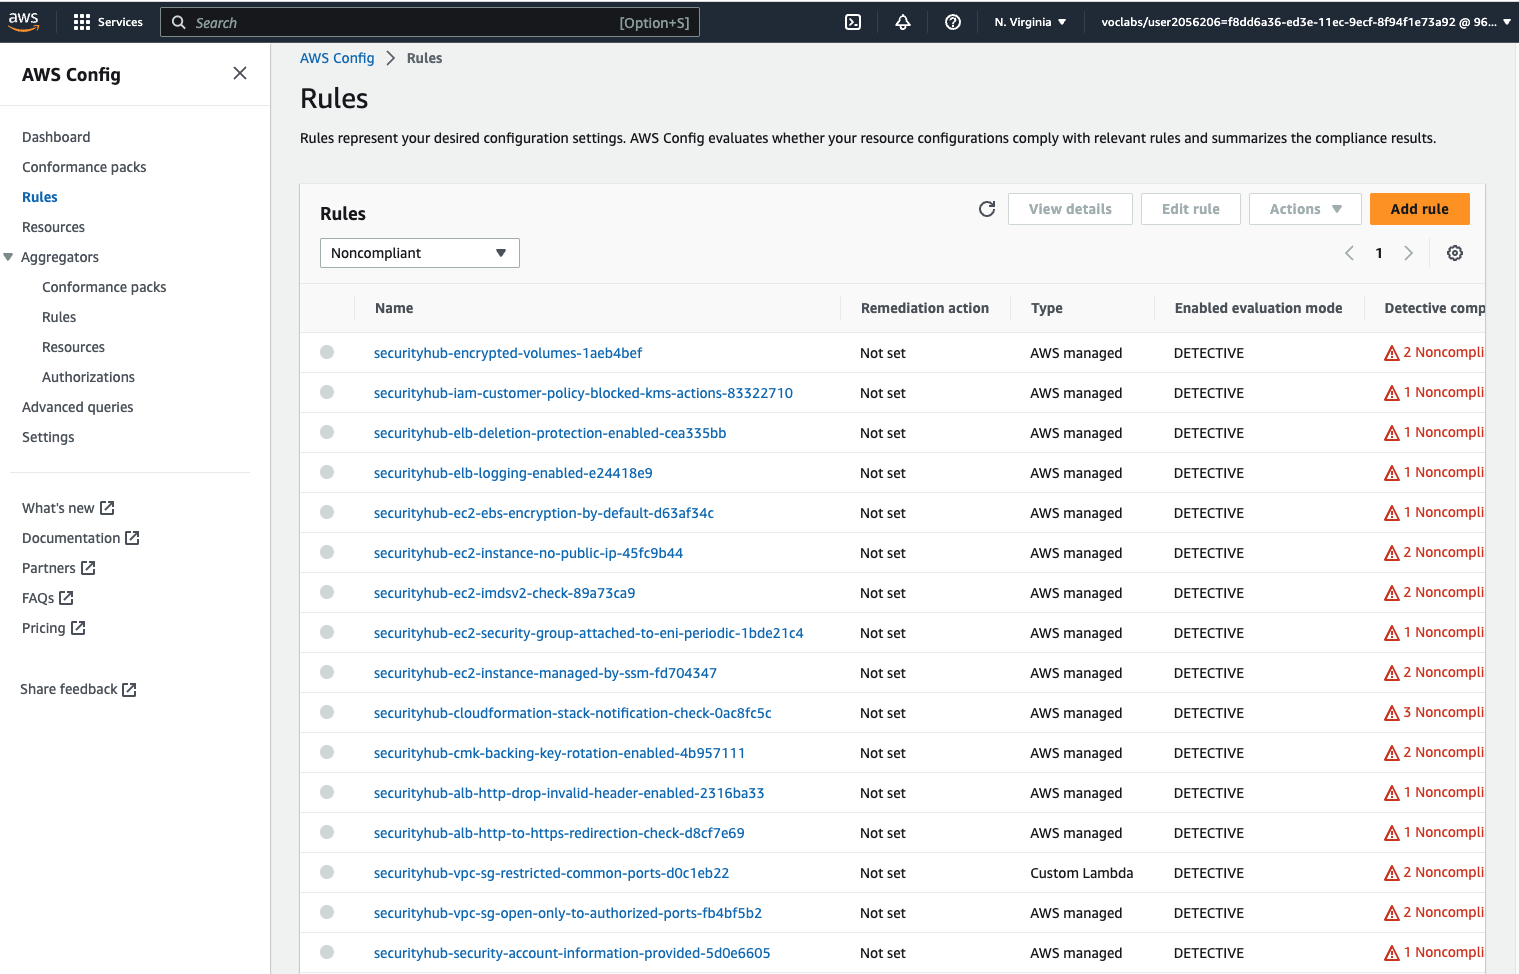 aws Services Search [Option+S] N. Virginia voclabs/user2056206=f8dd6a36-ed3e-11ec-9ecf-8f94f1e73a92 @ 96...
AWS Config
Dashboard
Conformance packs
Rules
Resources
Aggregators
Conformance packs
Rules
Resources
Authorizations
Advanced queries
Settings
What's new
Documentation
Partners
FAQs
Pricing
Share feedback
AWS Config > Rules
Rules
Rules represent your desired configuration settings. AWS Config evaluates whether your resource configurations comply with relevant rules and summarizes the compliance results.
Rules View details Edit rule Actions Add rule
Noncompliant 1
Name Remediation action Type Enabled evaluation mode Detective comp
securityhub-encrypted-volumes-1aeb4bef Not set AWS managed DETECTIVE 2 Noncompli
securityhub-iam-customer-policy-blocked-kms-actions-83322710 Not set AWS managed DETECTIVE 1 Noncompli
securityhub-elb-deletion-protection-enabled-cea335bb Not set AWS managed DETECTIVE 1 Noncompli
securityhub-elb-logging-enabled-e24418e9 Not set AWS managed DETECTIVE 1 Noncompli
securityhub-ec2-ebs-encryption-by-default-d63af34c Not set AWS managed DETECTIVE 1 Noncompli
securityhub-ec2-instance-no-public-ip-45fc9b44 Not set AWS managed DETECTIVE 2 Noncompli
securityhub-ec2-imdsv2-check-89a73ca9 Not set AWS managed DETECTIVE 2 Noncompli
securityhub-ec2-security-group-attached-to-eni-periodic-1bde21c4 Not set AWS managed DETECTIVE 1 Noncompli
securityhub-ec2-instance-managed-by-ssm-fd704347 Not set AWS managed DETECTIVE 2 Noncompli
securityhub-cloudformation-stack-notification-check-0ac8fc5c Not set AWS managed DETECTIVE 3 Noncompli
securityhub-cmk-backing-key-rotation-enabled-4b957111 Not set AWS managed DETECTIVE 2 Noncompli
securityhub-alb-http-drop-invalid-header-enabled-2316ba33 Not set AWS managed DETECTIVE 1 Noncompli
securityhub-alb-http-to-https-redirection-check-d8cf7e69 Not set AWS managed DETECTIVE 1 Noncompli
securityhub-vpc-sg-restricted-common-ports-d0c1eb22 Not set Custom Lambda DETECTIVE 2 Noncompli
securityhub-vpc-sg-open-only-to-authorized-ports-fb4bf5b2 Not set AWS managed DETECTIVE 2 Noncompli
securityhub-security-account-information-provided-5d0e6605 Not set AWS managed DETECTIVE 1 Noncompli